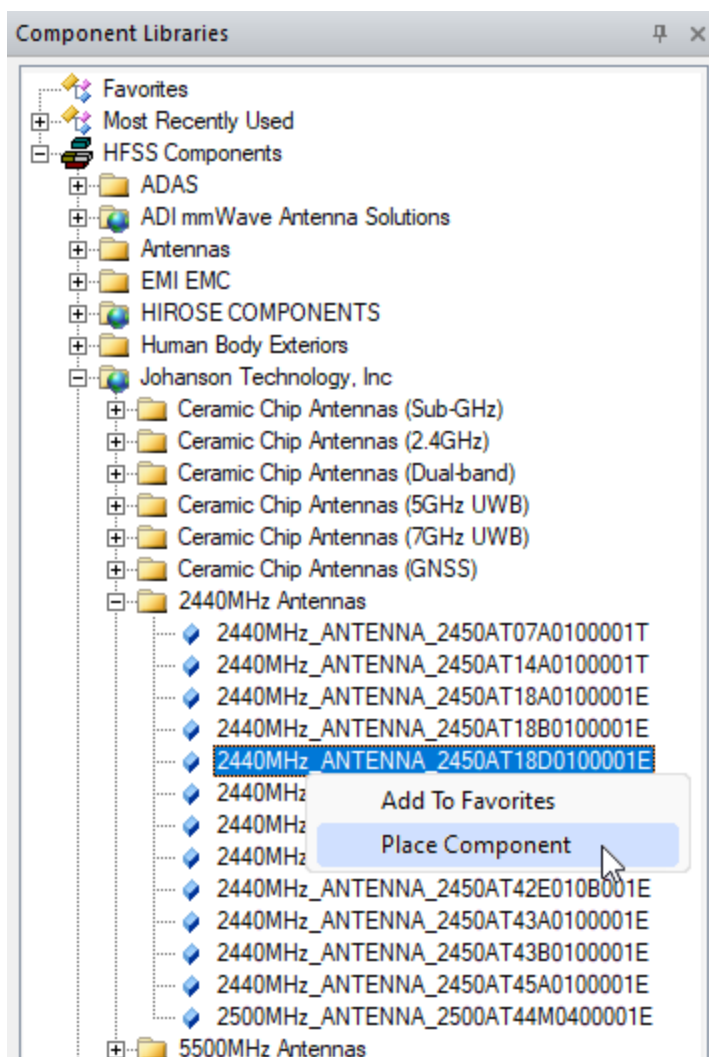 Component Libraries
Favorites
Most Recently Used
HFSS Components
ADAS
ADI mmWave Antenna Solutions
Antennas
EMI EMC
HIROSE COMPONENTS
Human Body Exteriors
Johanson Technology, Inc
Ceramic Chip Antennas (Sub-GHz)
Ceramic Chip Antennas (2.4GHz)
Ceramic Chip Antennas (Dual-band)
Ceramic Chip Antennas (5GHz UWB)
Ceramic Chip Antennas (7GHz UWB)
Ceramic Chip Antennas (GNSS)
2440MHz Antennas
2440MHz_ANTENNA_2450AT07A0100001T
2440MHz_ANTENNA_2450AT14A0100001T
2440MHz_ANTENNA_2450AT18A0100001E
2440MHz_ANTENNA_2450AT18B0100001E
2440MHz_ANTENNA_2450AT18D0100001E
2440MHz
Add To Favorites
2440MHz
Place Component
2440MHz
2440MHz_ANTENNA_2450AT42E010B001E
2440MHz_ANTENNA_2450AT43A0100001E
2440MHz_ANTENNA_2450AT43B0100001E
2440MHz_ANTENNA_2450AT45A0100001E
2500MHz_ANTENNA_2500AT44M0400001E
5500MHz Antennas